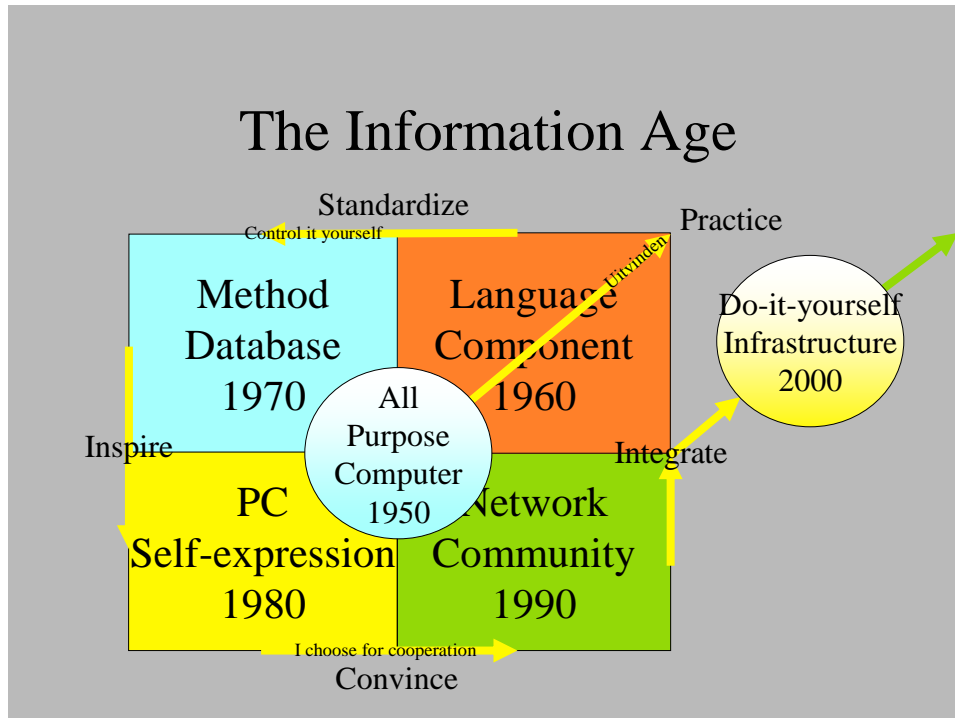 The Information Age
Standardize
Practice
Control it yourself
Uitvinden
Method
Database
1970
Language
Component
1960
Do-it-yourself
Infrastructure
2000
All
Purpose
Computer
1950
Inspire
Integrate
PC
Self-expression
1980
Network
Community
1990
I choose for cooperation
Convince